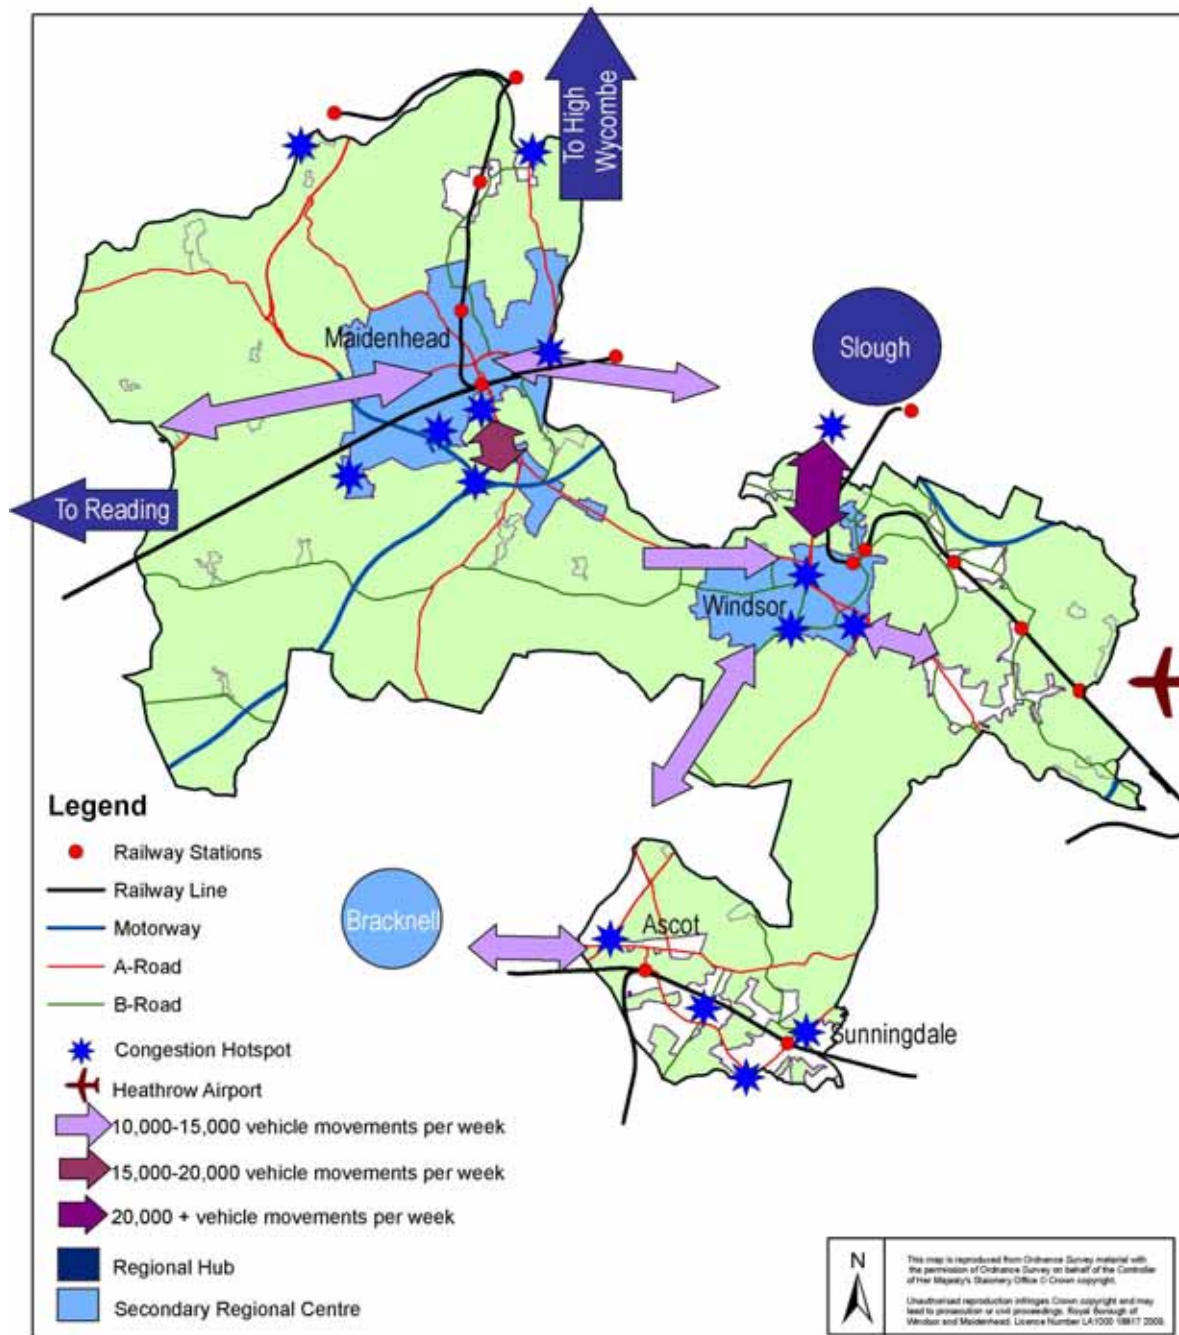 To High
Wycombe
Maidenhead
Slough
To Reading
Windsor
Legend
Railway Stations
Railway Line
Motorway
A-Road
B-Road
Congestion Hotspot
Heathrow Airport
10,000-15,000 vehicle movements per week
15,000-20,000 vehicle movements per week
20,000 + vehicle movements per week
Regional Hub
Secondary Regional Centre
Bracknell
Ascot
Sunningdale
N
This map is reproduced from Ordnance Survey material with
the permission of Ordnance Survey on behalf of the Controller
of Her Majesty's Stationery Office © Crown copyright.
Unauthorised reproduction infringes Crown copyright and may
lead to prosecution or civil proceedings. Royal Borough of
Windsor and Maidenhead. Licence Number